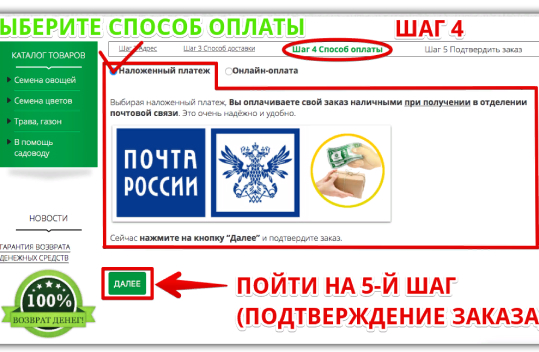 ЫБЕРИТЕ СПОСОБ ОПЛАТЫ
ШАГ 4
КАТАЛОГ ТОВАРОВ
Семена овощей
Семена цветов
Трава, газон
В помощь
садоводу
НОВОСТИ
ГАРАНТИЯ ВОЗВРАТА
ДЕНЕЖНЫХ СРЕДСТВ
100%
ВОЗВРАТ ДЕНЕГ!
Адрес
Шаг 3 Способ доставки
Шаг 4 Способ оплаты
Шаг 5 Подтвердить заказ
Наложенный платеж
Онлайн-оплата
Выбирая наложенный платеж, Вы оплачиваете свой заказ наличными при получении в отделении
почтовой связи. Это очень надёжно и удобно.
ПОЧТА
РОССИИ
Сейчас нажмите на кнопку “Далее” и подтвердите заказ.
ДАЛЕЕ
ПОЙТИ НА 5-Й ШАГ
(ПОДТВЕРЖДЕНИЕ ЗАКАЗА